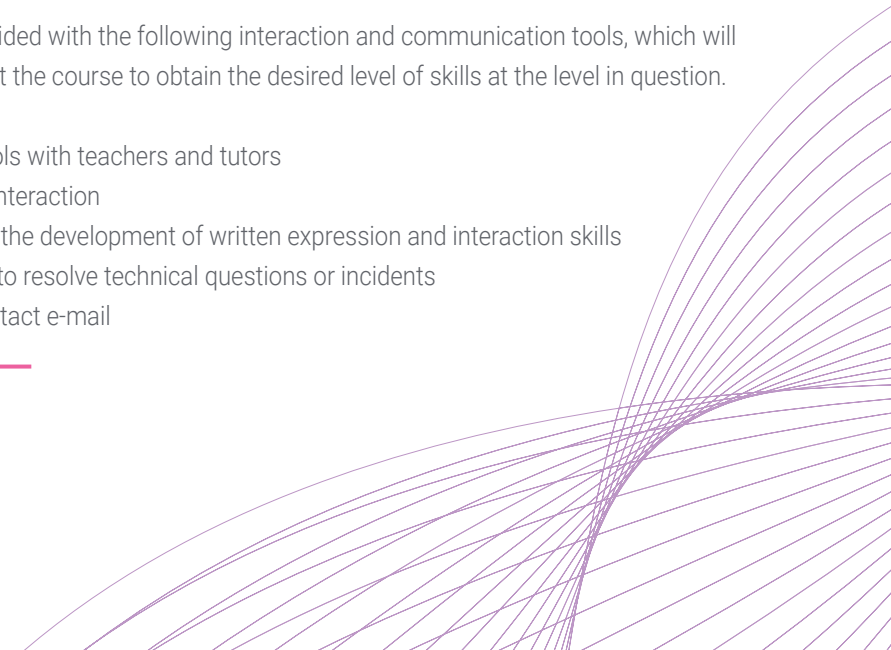 ided with the following interaction and communication tools, which will
t the course to obtain the desired level of skills at the level in question.
ols with teachers and tutors
nteraction
the development of written expression and interaction skills
to resolve technical questions or incidents
tact e-mail